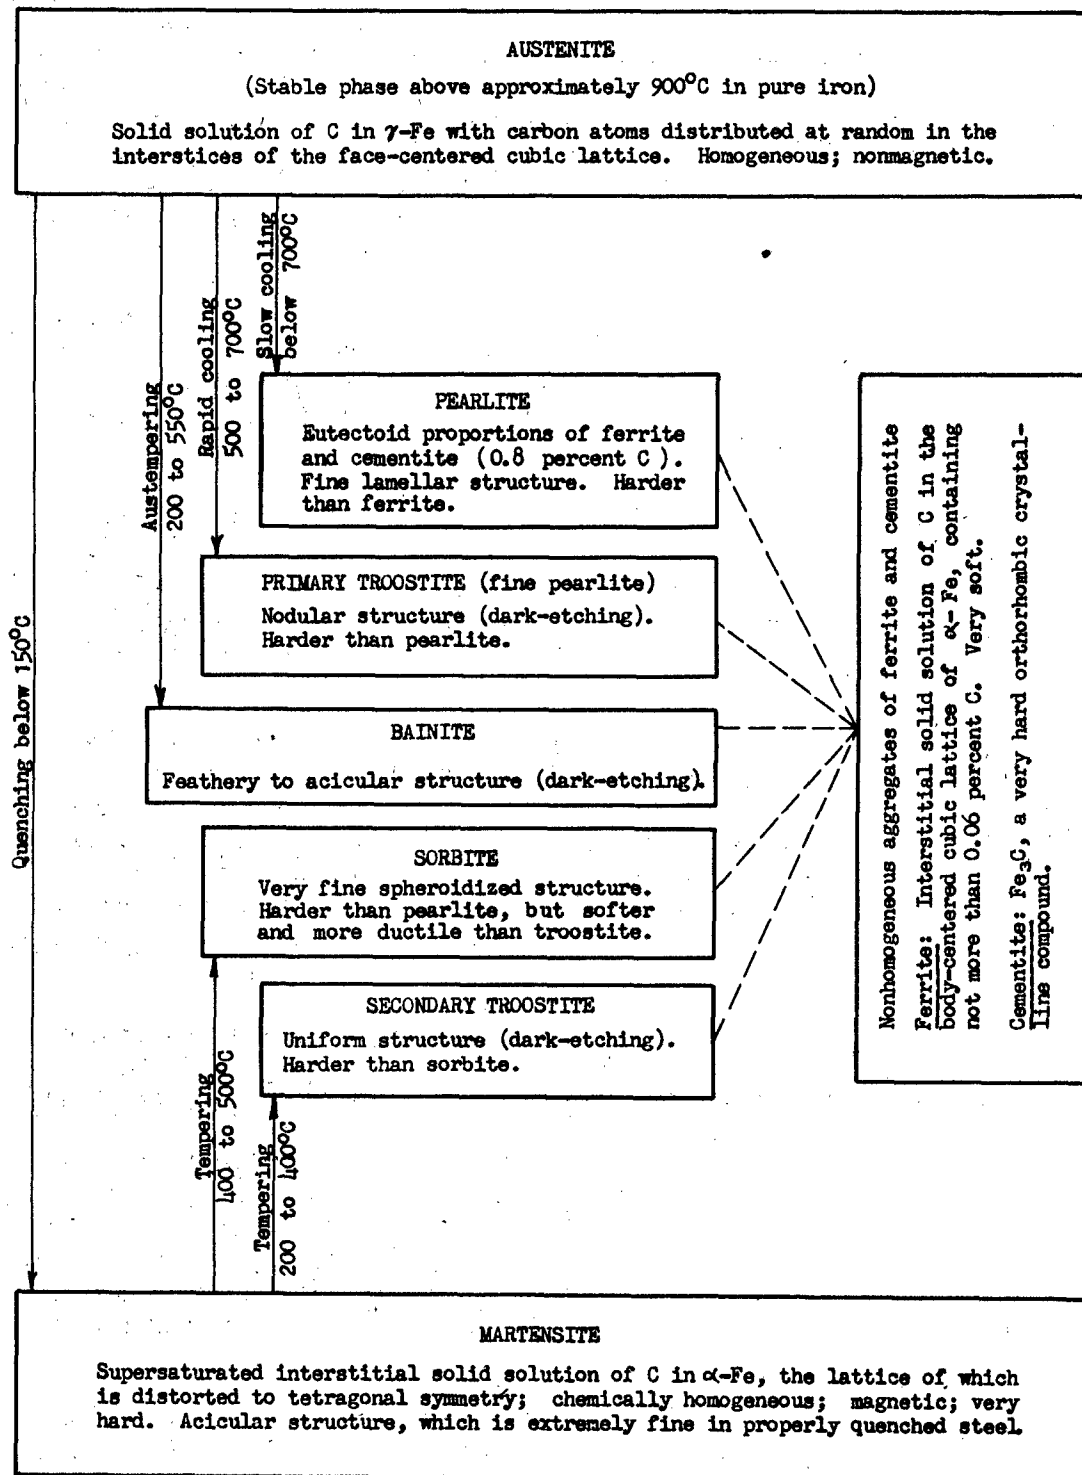 AUSTENITE
(Stable phase above approximately 900°C in pure iron)
Solid solution of C in γ-Fe with carbon atoms distributed at random in the
interstices of the face-centered cubic lattice. Homogeneous; nonmagnetic.
Quenching below 150°C
Austempering
200 to 550°C
Rapid cooling
500 to 700°C
Slow cooling
below 700°C
PEARLITE
Eutectoid proportions of ferrite
and cementite (0.8 percent C ).
Fine lamellar structure. Harder
than ferrite.
PRIMARY TROOSTITE (fine pearlite)
Nodular structure (dark-etching).
Harder than pearlite.
BAINITE
Feathery to acicular structure (dark-etching).
SORBITE
Very fine spheroidized structure.
Harder than pearlite, but softer
and more ductile than troostite.
SECONDARY TROOSTITE
Uniform structure (dark-etching).
Harder than sorbite.
Tempering
400 to 500°C
Tempering
200 to 400°C
Nonhomogeneous aggregates of ferrite and cementite
Ferrite: Interstitial solid solution of C in the
body-centered cubic lattice of α-Fe, containing
not more than 0.06 percent C. Very soft.
Cementite: Fe₃C, a very hard orthorhombic crystal-
line compound.
MARTENSITE
Supersaturated interstitial solid solution of C in α-Fe, the lattice of which
is distorted to tetragonal symmetry; chemically homogeneous; magnetic; very
hard. Acicular structure, which is extremely fine in properly quenched steel.